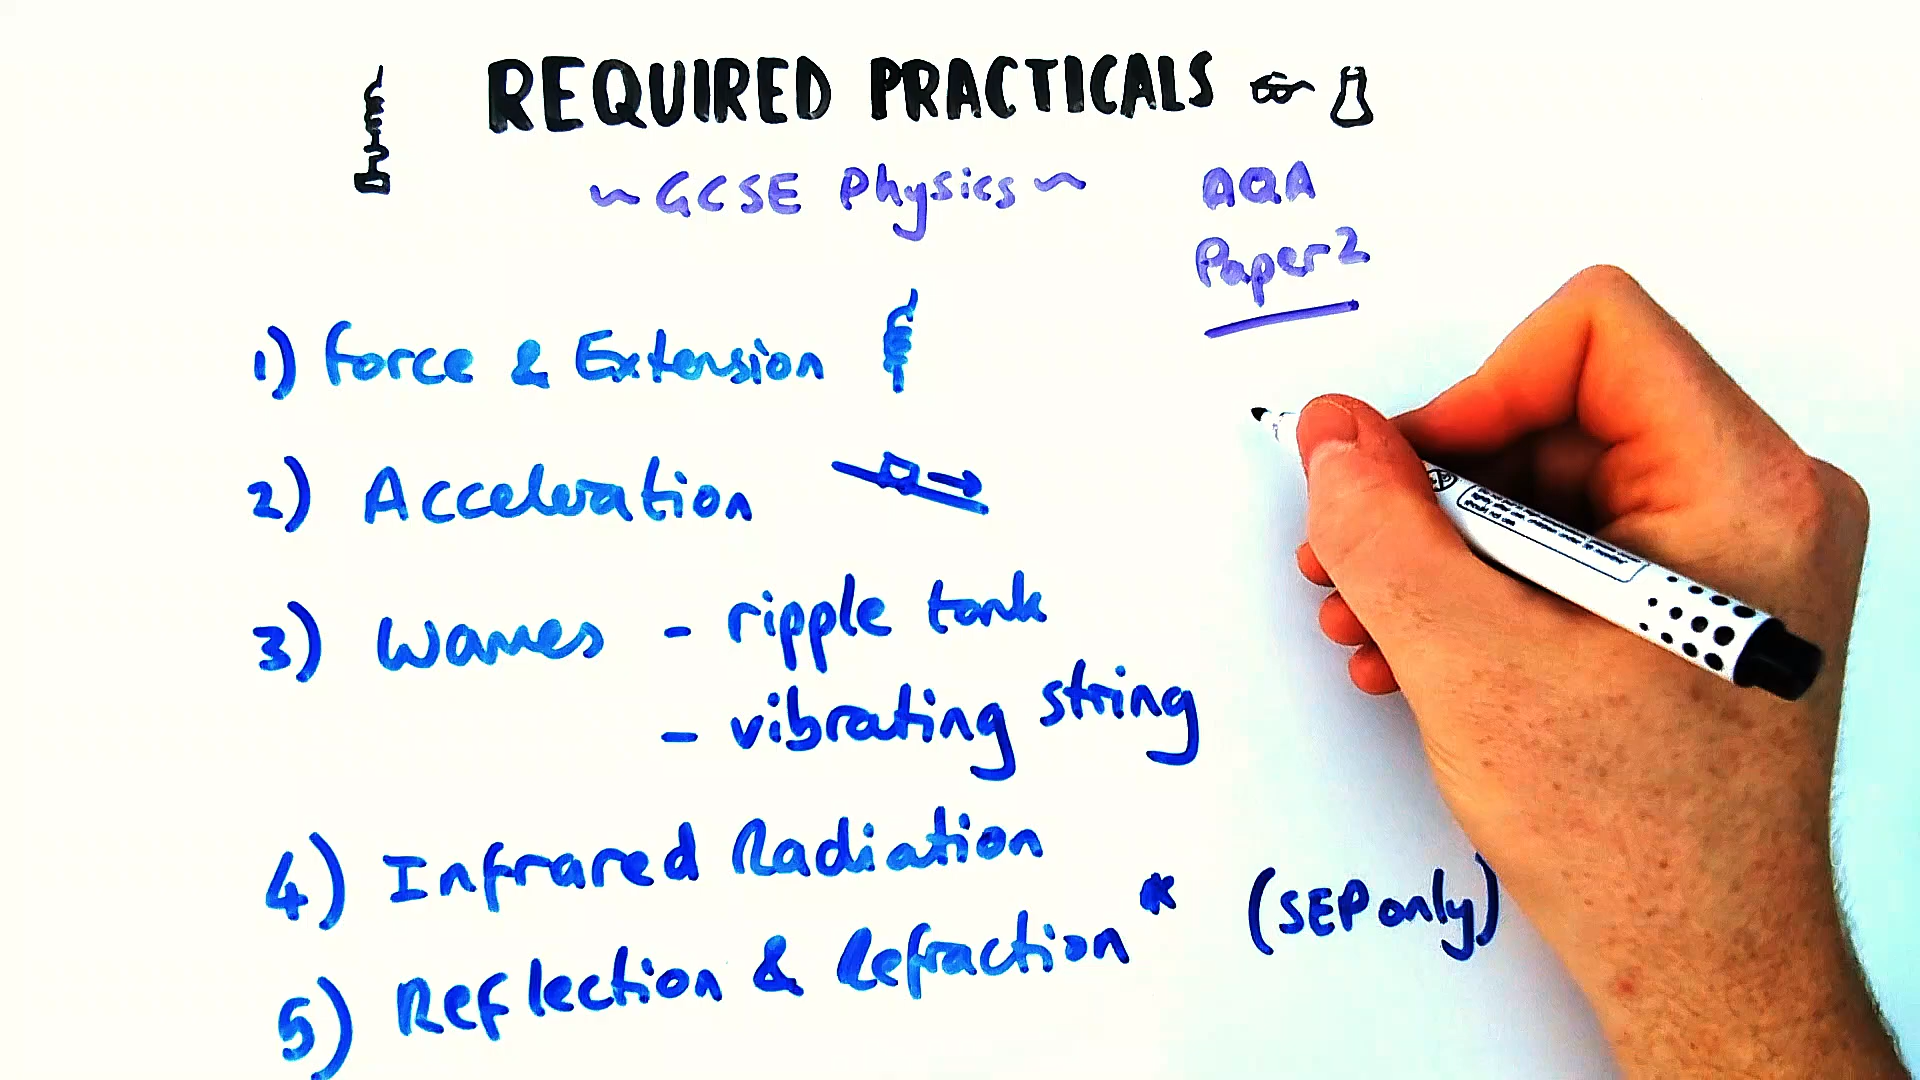 REQUIRED PRACTICALS
~ GCSE Physics ~
AQA
Paper 2
1) Force & Extension
2) Acceleration
3) Waves - ripple tank
- vibrating string
4) Infrared Radiation
5) Reflection & Refraction * (SEP only)